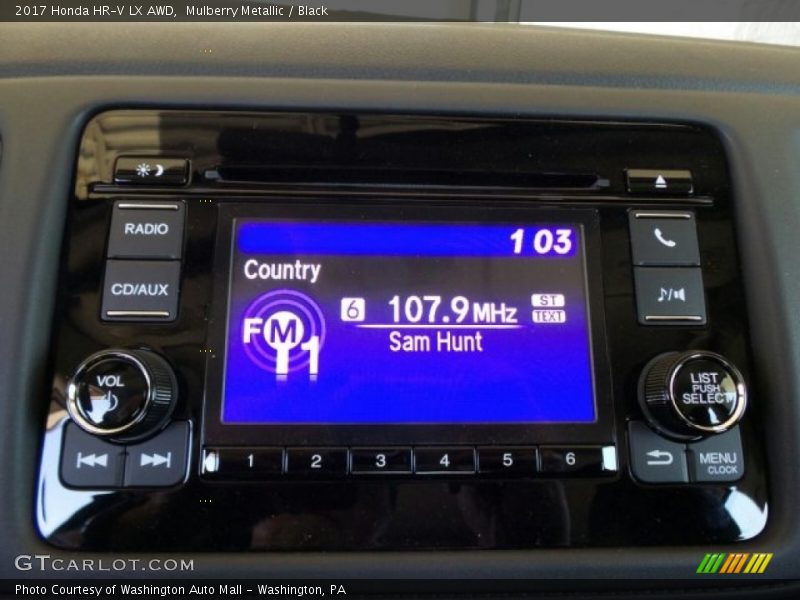 2017 Honda HR-V LX AWD,  Mulberry Metallic / Black
RADIO
CD/AUX
1 03
Country
6 107.9 MHz ST TEXT
FM1
Sam Hunt
VOL
LIST
PUSH
SELECT
1 2 3 4 5 6
MENU
CLOCK
GTCARLOT.COM
Photo Courtesy of Washington Auto Mall - Washington, PA